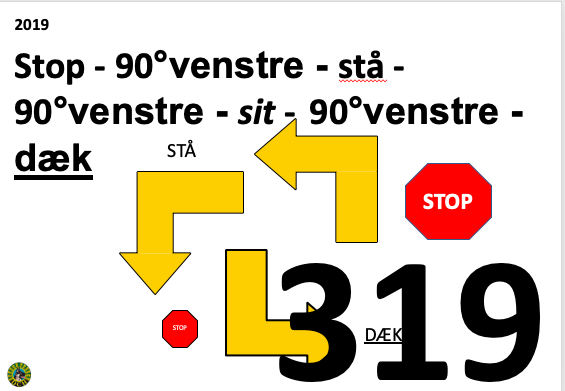 2019
Stop - 90°venstre - stå -
90°venstre - sit - 90°venstre -
dæk
STÅ
STOP
STOP
DÆK
319